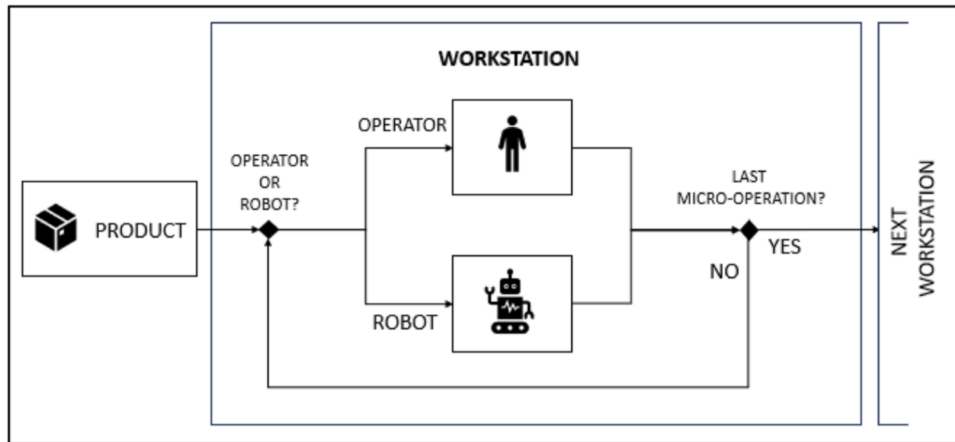 WORKSTATION
OPERATOR
OPERATOR
OR
ROBOT?
PRODUCT
ROBOT
LAST
MICRO-OPERATION?
YES
NO
NEXT
WORKSTATION